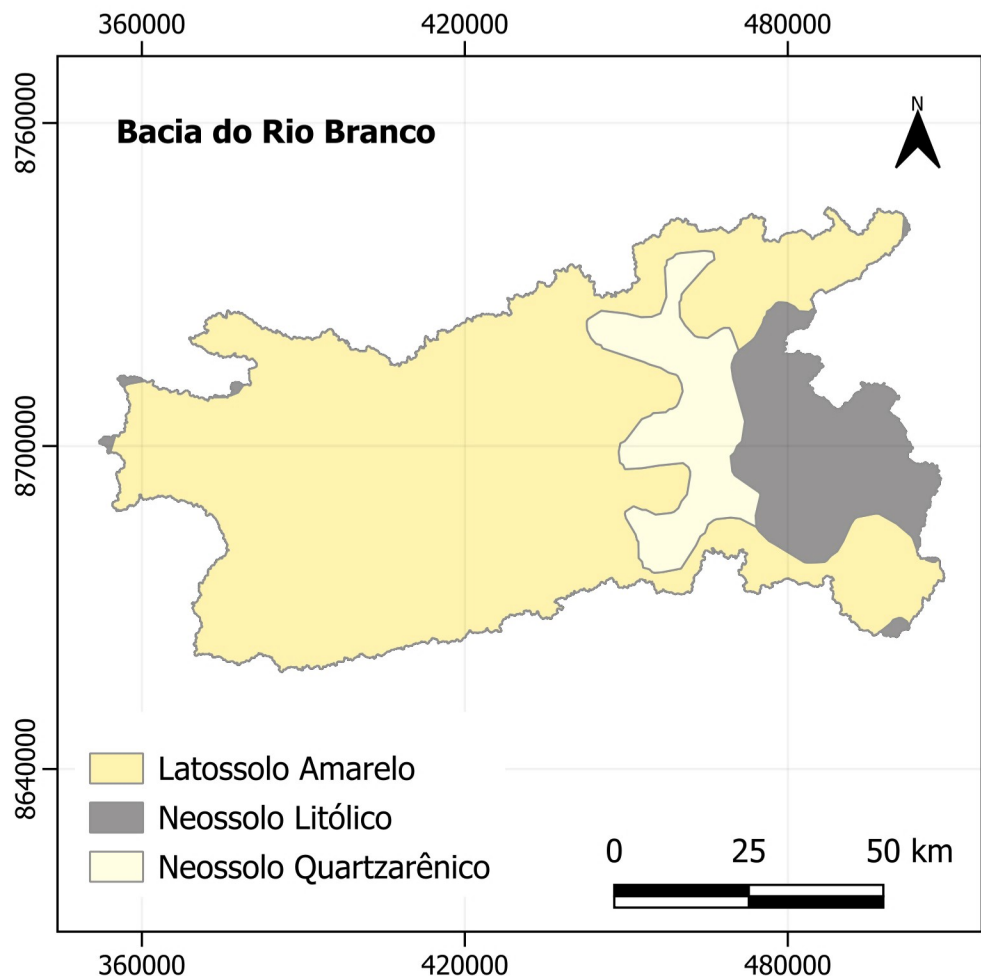 360000 420000 480000
8760000
Bacia do Rio Branco
N
8700000
8640000
Latossolo Amarelo
Neossolo Litólico
Neossolo Quartzarênico
0 25 50 km
360000 420000 480000